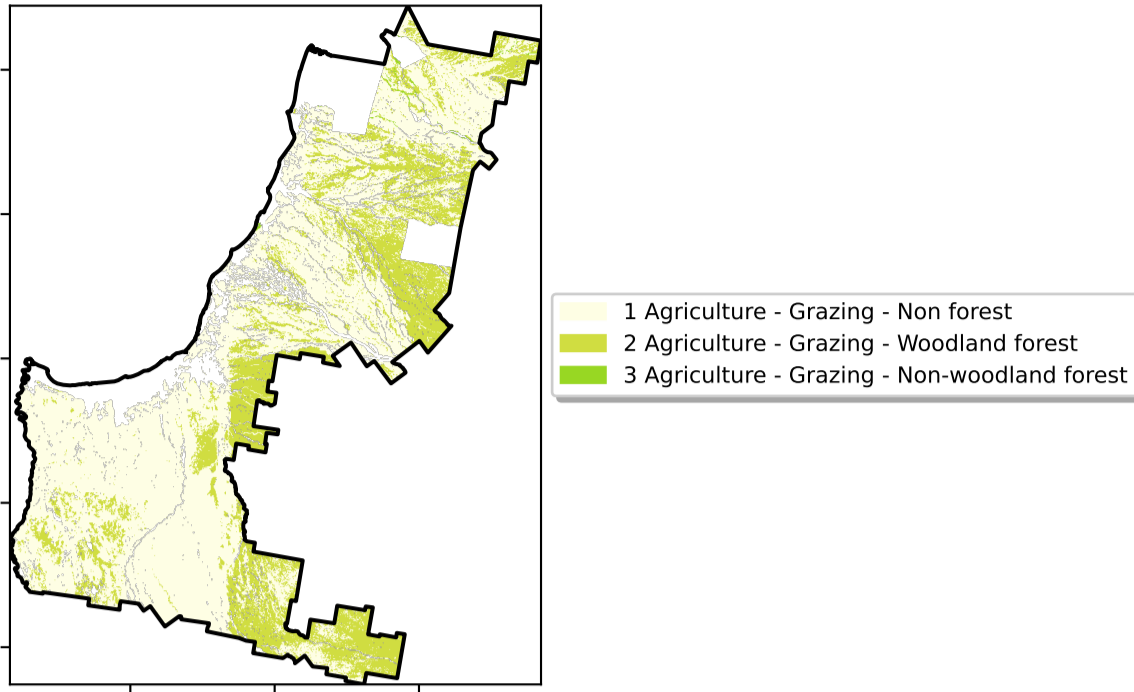 1 Agriculture - Grazing - Non forest
2 Agriculture - Grazing - Woodland forest
3 Agriculture - Grazing - Non-woodland forest